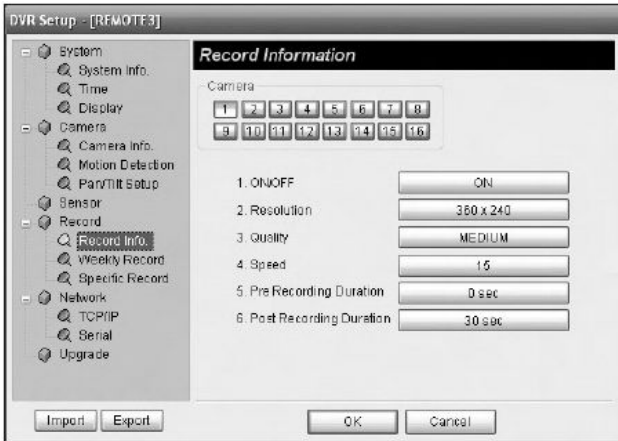 DVR Setup - [REMOTE3]
System
System Info.
Time
Display
Camera
Camera Info.
Motion Detection
Pan/Tilt Setup
Sensor
Record
Record Info.
Weekly Record
Specific Record
Network
TCP/IP
Serial
Upgrade
Import Export
Record Information
Camera
1 2 3 4 5 6 7 8
9 10 11 12 13 14 15 16
1. ON/OFF ON
2. Resolution 360 x 240
3. Quality MEDIUM
4. Speed 15
5. Pre Recording Duration 0 sec
6. Post Recording Duration 30 sec
OK Cancel